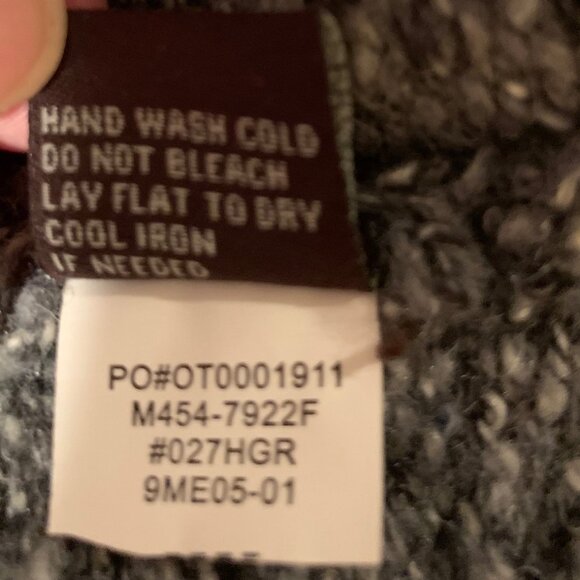 HAND WASH COLD
DO NOT BLEACH
LAY FLAT TO DRY
COOL IRON
IF NEEDED
PO#OT0001911
M454-7922F
#027HGR
9ME05-01